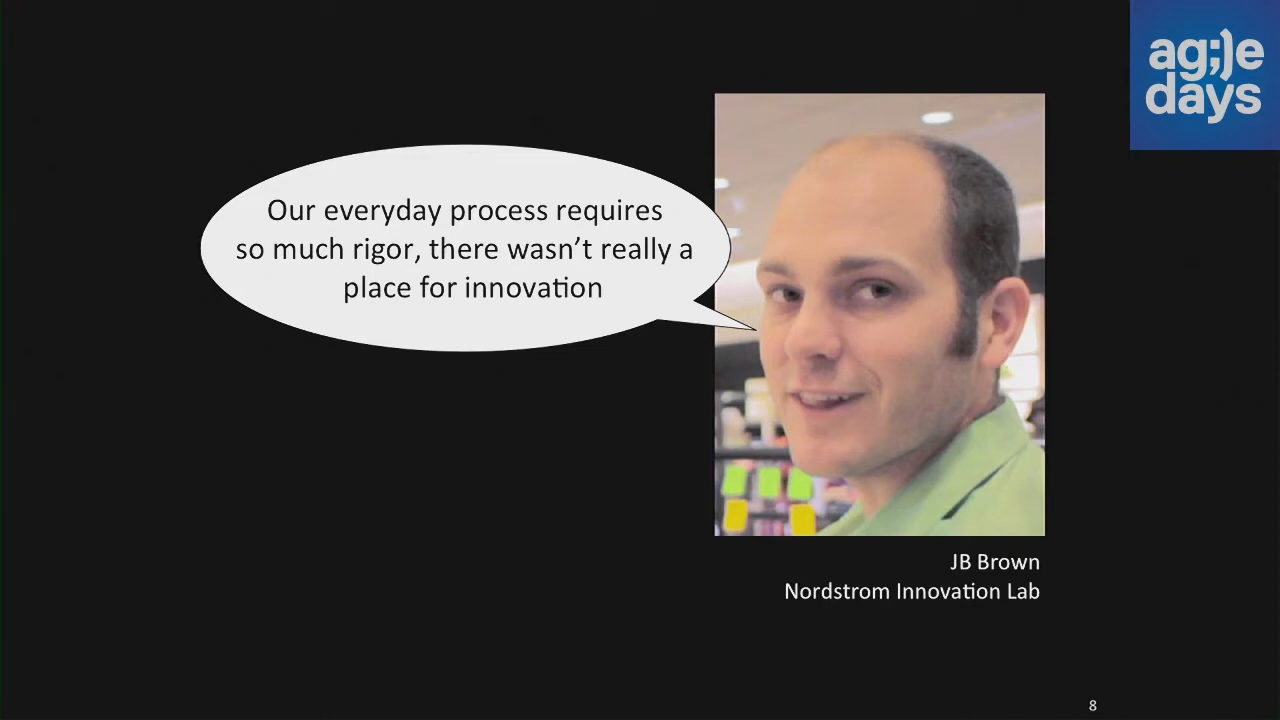 ag;)e
days
Our everyday process requires
so much rigor, there wasn’t really a
place for innovation
JB Brown
Nordstrom Innovation Lab
8